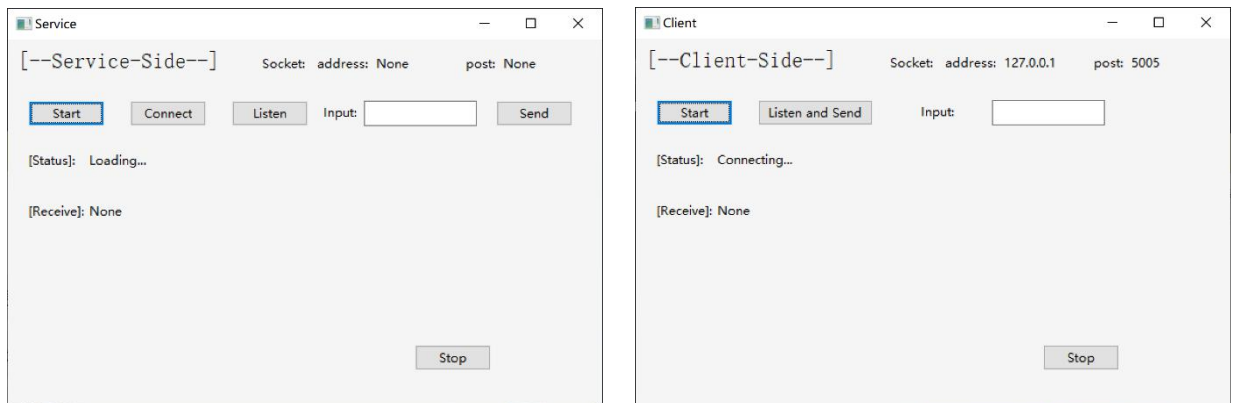 Service
[--Service-Side--] Socket: address: None post: None
Start Connect Listen Input: Send
[Status]: Loading...
[Receive]: None
Stop
Client
[--Client-Side--] Socket: address: 127.0.0.1 post: 5005
Start Listen and Send Input:
[Status]: Connecting...
[Receive]: None
Stop